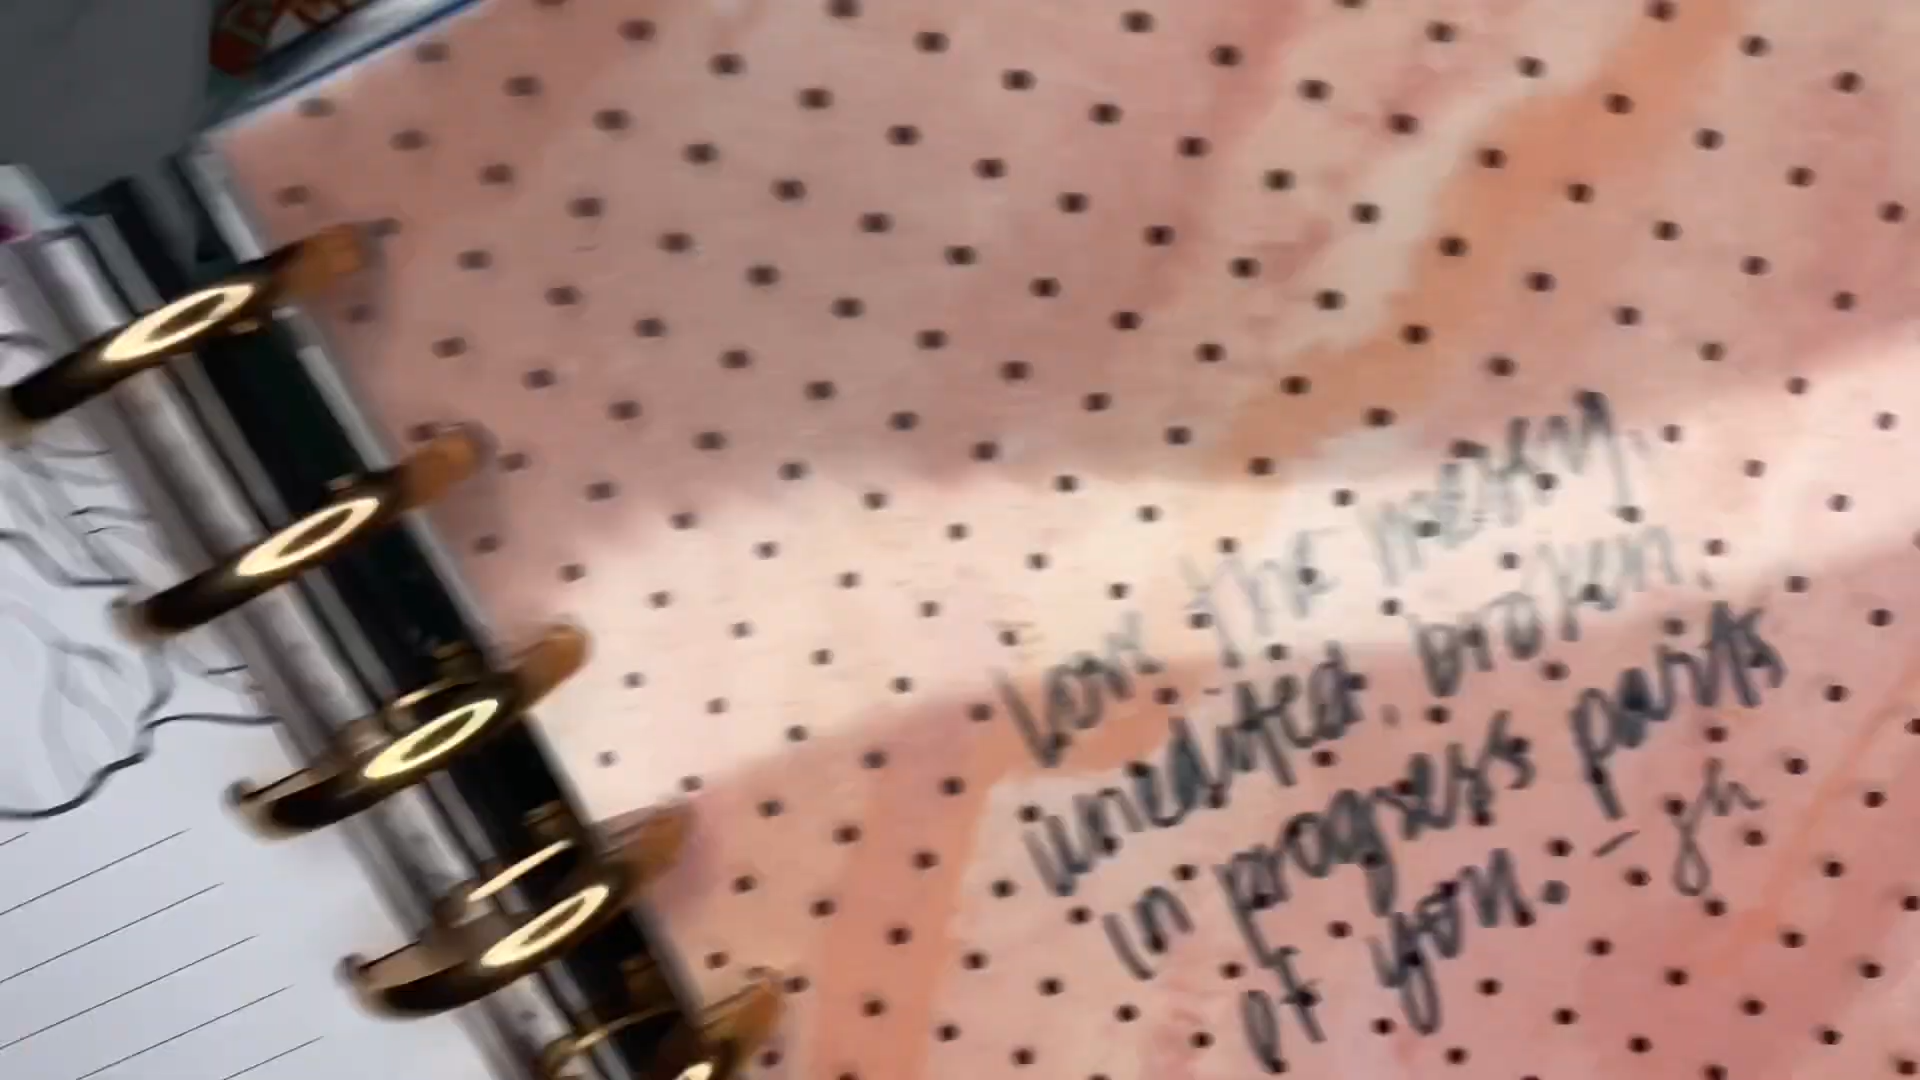 Love the messy,
unedited, broken,
in progress parts
of you. - jh